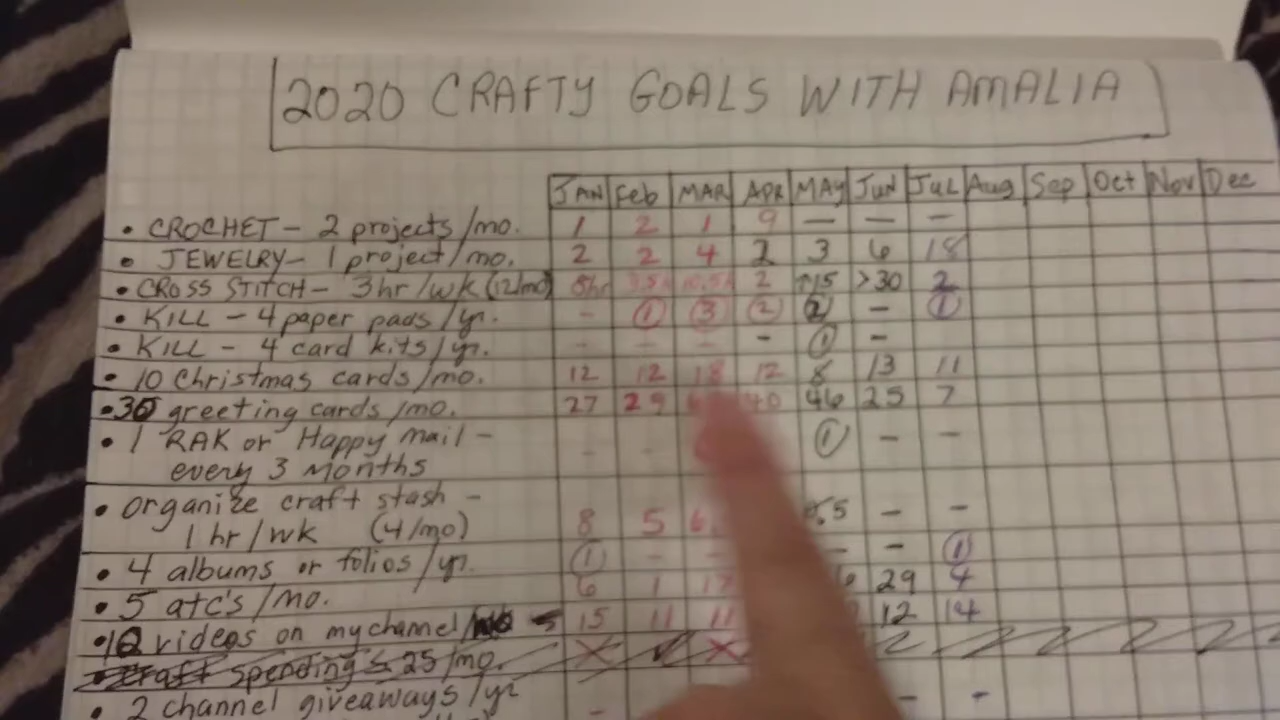 2020 CRAFTY GOALS WITH AMALIA
JAN Feb MAR APR MAY Jun JUL Aug Sep Oct Nov Dec
• CROCHET - 2 projects/mo. 1 2 1 9 — — —
• JEWELRY - 1 project/mo. 2 2 4 2 3 6 18
• CROSS STITCH - 3hr/wk (12/mo) 2 15 >30 2
• KILL - 4 paper pads/yr. - 1 3 2 2 - 1
• KILL - 4 card kits/yr. - - - - 1 -
• 10 Christmas cards/mo. 12 12 18 12 8 13 11
• 30 greeting cards/mo. 27 29 40 46 25 7
• 1 RAK or Happy Mail - - - 1 - -
every 3 months
• organize craft stash -
1 hr/wk (4/mo) 8 5 .5 - -
• 4 albums or folios/yr. 1 - - - - 1
• 5 atc's/mo. 6 1 17 29 4
• 12 videos on my channel/ 15 11 11 12 14
• craft spending ≤ 25/mo. X ✓ X
• 2 channel giveaways/yr - - -